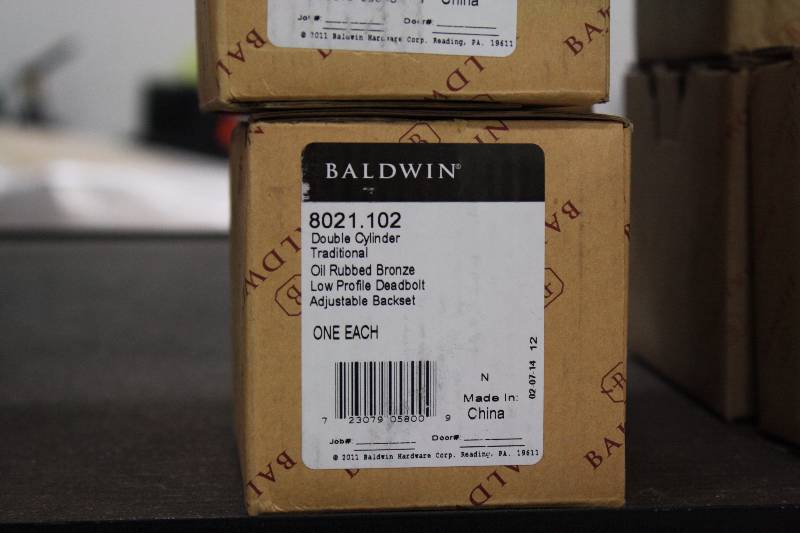 China
Job #: Door#:
© 2011 Baldwin Hardware Corp. Reading, PA. 19611
BALDWIN®
8021.102
Double Cylinder
Traditional
Oil Rubbed Bronze
Low Profile Deadbolt
Adjustable Backset
ONE EACH
N
Made In:
China
02-07-14 12
7 23079 05800 9
Job#: Door#:
© 2011 Baldwin Hardware Corp. Reading, PA. 19611